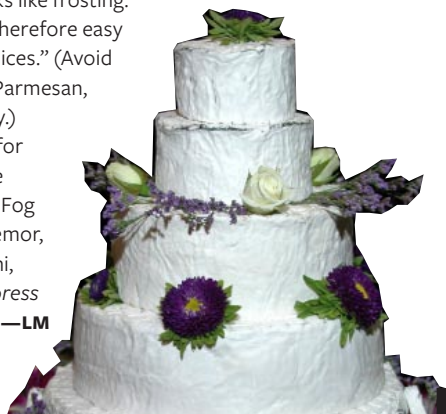 ks like frosting.
herefore easy
ices.” (Avoid
Parmesan,
y.)
for
e
Fog
emor,
ni,
press
—LM